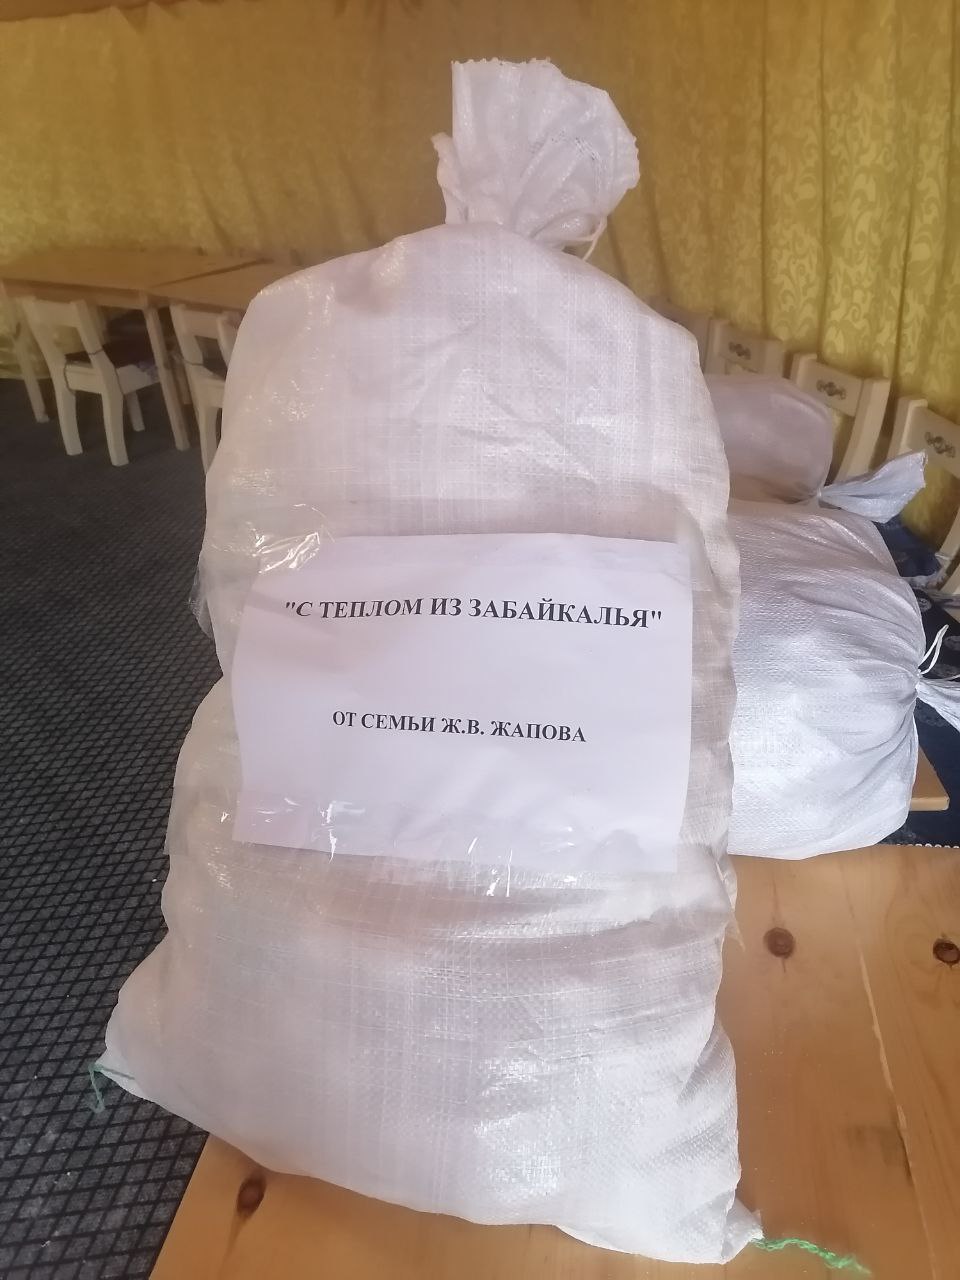 "С ТЕПЛОМ ИЗ ЗАБАЙКАЛЬЯ"
ОТ СЕМЬИ Ж.В. ЖАПОВА